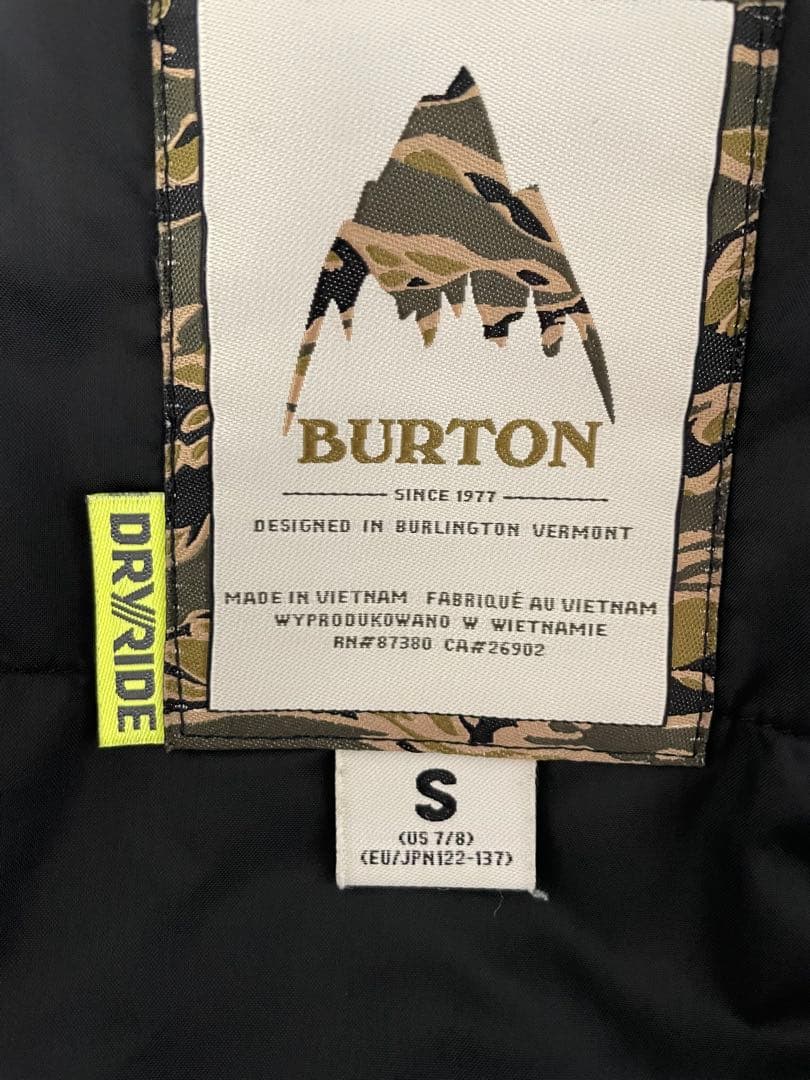 BURTON
SINCE 1977
DESIGNED IN BURLINGTON VERMONT
MADE IN VIETNAM FABRIQUÉ AU VIETNAM
WYPRODUKOWANO W WIETNAMIE
RN#87380 CA#26902
DRY//RIDE
S
(US 7/8)
(EU/JPN122-137)